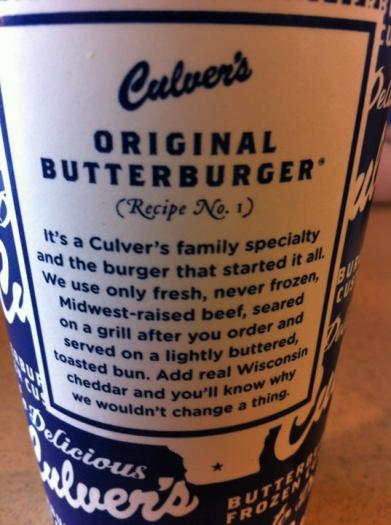 Culver's
ORIGINAL
BUTTERBURGER®
(Recipe No. 1)
It's a Culver's family specialty
and the burger that started it all.
We use only fresh, never frozen,
Midwest-raised beef, seared
on a grill after you order and
served on a lightly buttered,
toasted bun. Add real Wisconsin
cheddar and you'll know why
we wouldn't change a thing.
Delicious
Culver's